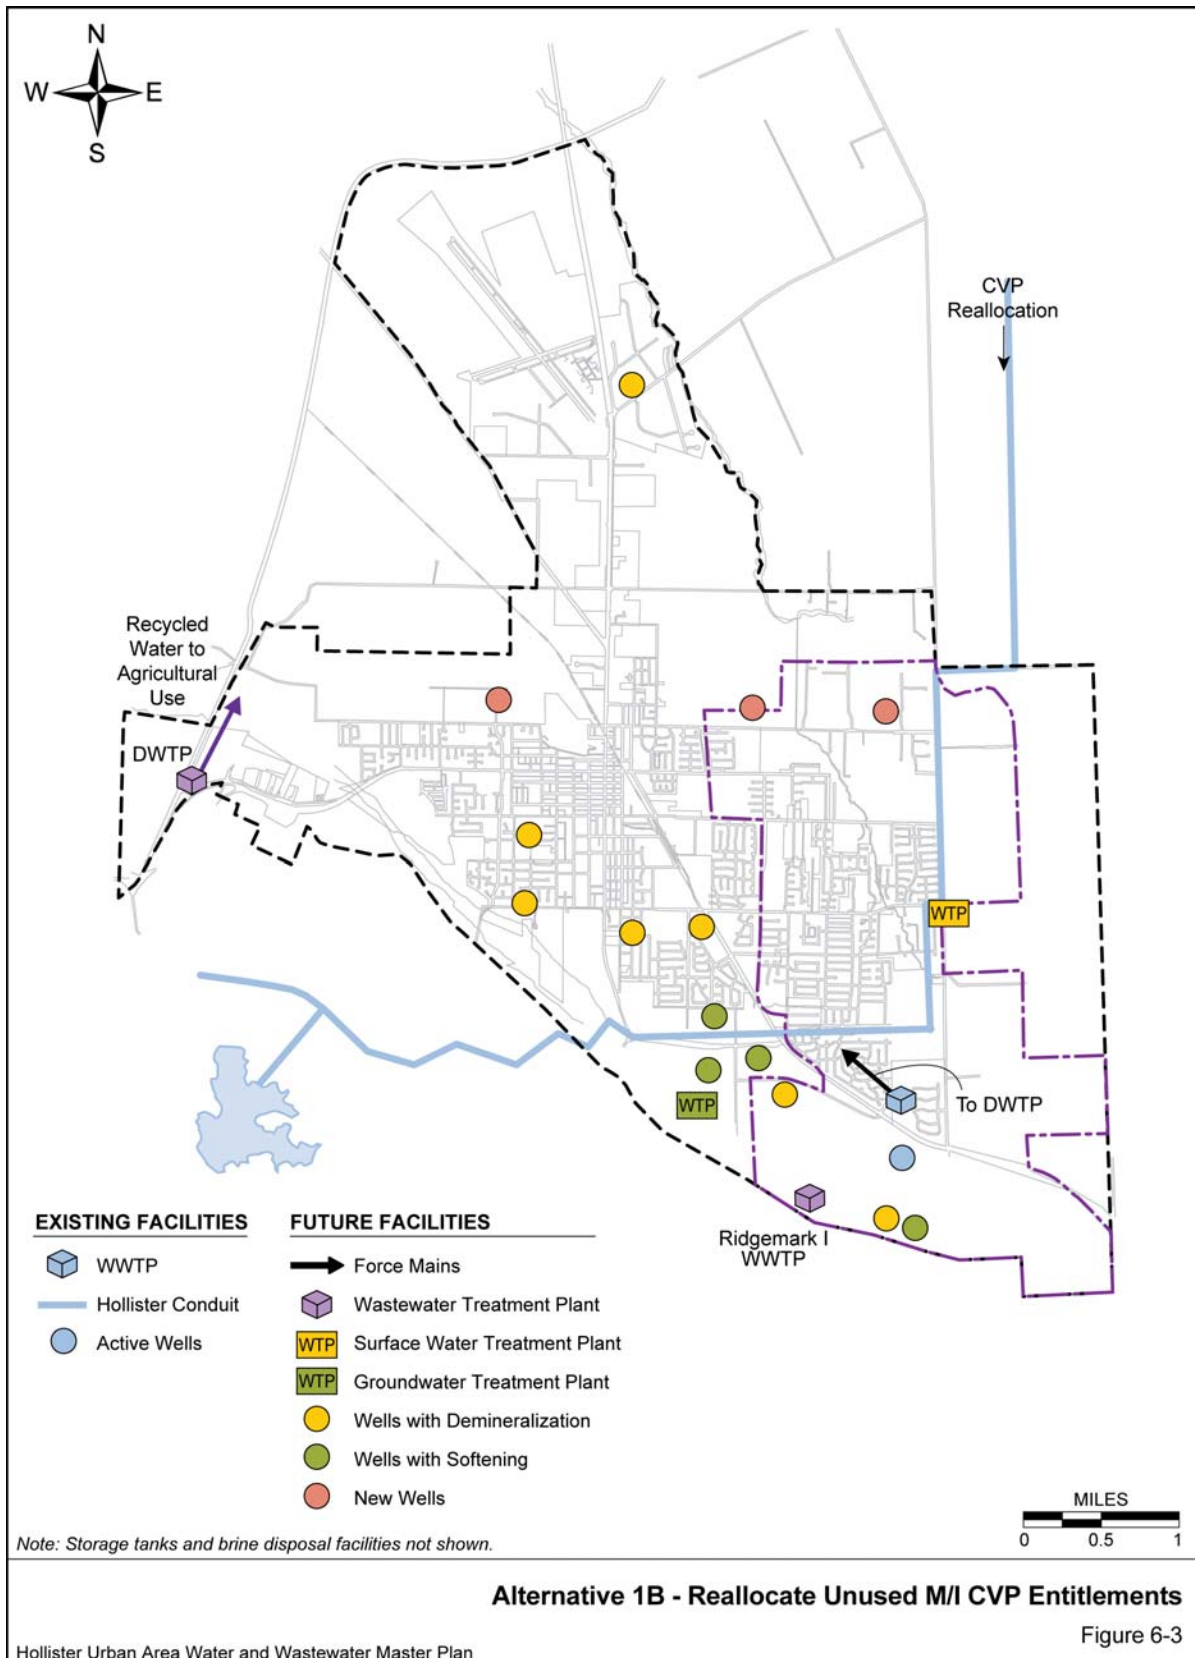 N
W E
S
CVP
Reallocation
Recycled
Water to
Agricultural
Use
DWTP
WTP
WTP
To DWTP
Ridgemark I
WWTP
EXISTING FACILITIES
WWTP
Hollister Conduit
Active Wells
FUTURE FACILITIES
Force Mains
Wastewater Treatment Plant
WTP Surface Water Treatment Plant
WTP Groundwater Treatment Plant
Wells with Demineralization
Wells with Softening
New Wells
MILES
0 0.5 1
Note: Storage tanks and brine disposal facilities not shown.
Alternative 1B - Reallocate Unused M/I CVP Entitlements
Figure 6-3
Hollister Urban Area Water and Wastewater Master Plan